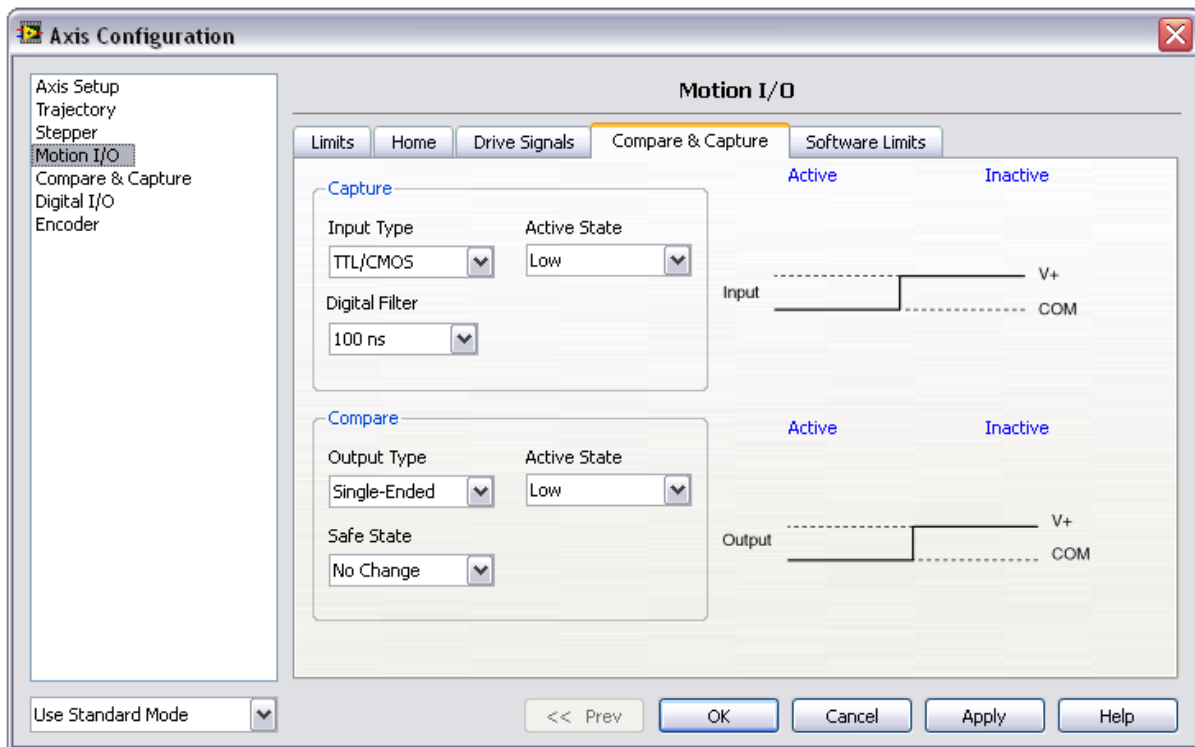 Axis Configuration
Axis Setup
Trajectory
Stepper
Motion I/O
Compare & Capture
Digital I/O
Encoder
Use Standard Mode
Motion I/O
Limits Home Drive Signals Compare & Capture Software Limits
Capture
Input Type Active State
TTL/CMOS Low
Digital Filter
100 ns
Active Inactive
Input V+
COM
Compare
Output Type Active State
Single-Ended Low
Safe State
No Change
Active Inactive
Output V+
COM
<< Prev OK Cancel Apply Help